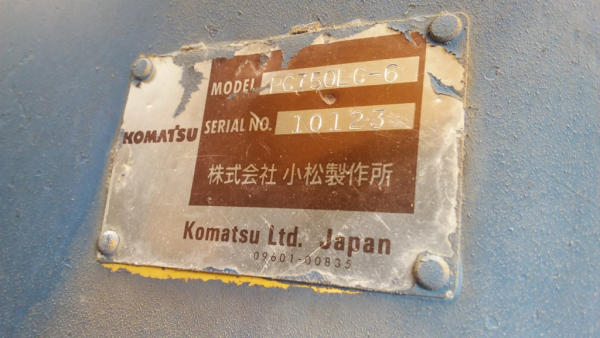 MODEL PC750LC-6
KOMATSU
SERIAL NO. 10123
株式会社 小松製作所
Komatsu Ltd. Japan
09601-00835